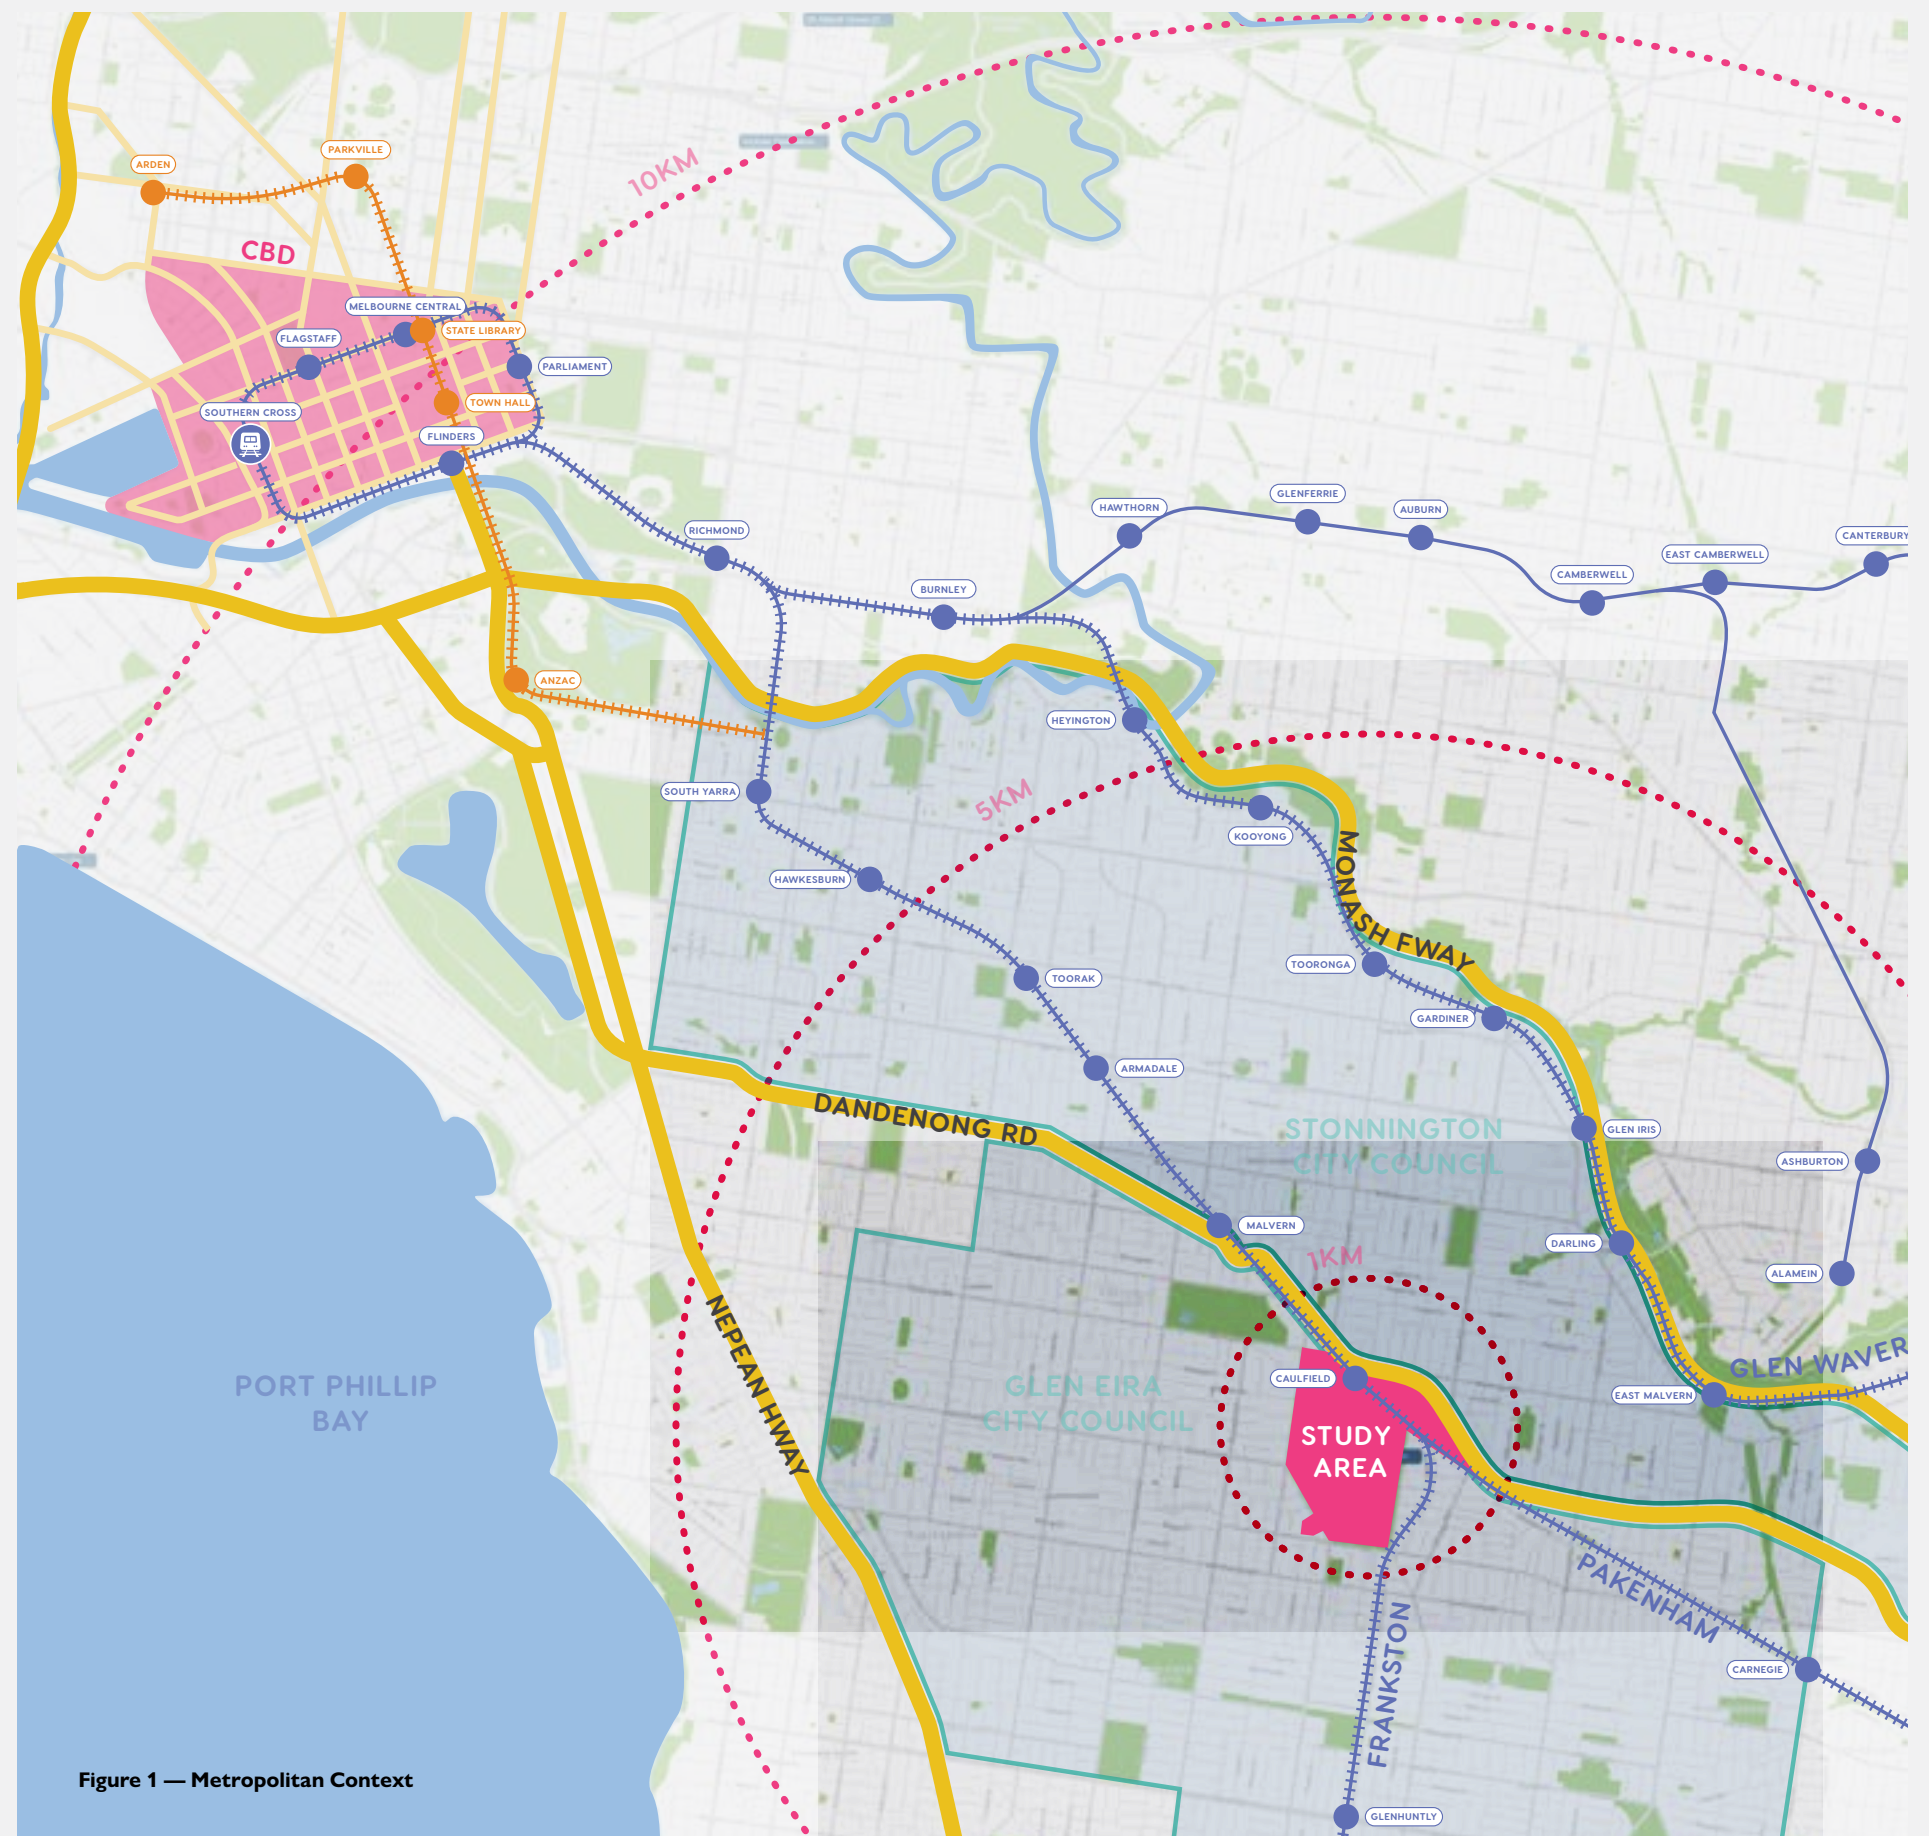 10KM
PARKVILLE
ARDEN
CBD
MELBOURNE CENTRAL
STATE LIBRARY
FLAGSTAFF
PARLIAMENT
TOWN HALL
SOUTHERN CROSS
FLINDERS
GLENFERRIE
HAWTHORN
AUBURN
RICHMOND
CANTERBURY
EAST CAMBERWELL
CAMBERWELL
BURNLEY
ANZAC
HEYINGTON
SOUTH YARRA
5KM
KOOYONG
HAWKESBURN
MONASH FWAY
TOORONGA
TOORAK
GARDINER
ARMADALE
DANDENONG RD
STONNINGTON
CITY COUNCIL
GLEN IRIS
ASHBURTON
MALVERN
DARLING
1KM
ALAMEIN
NEPEAN HWAY
GLEN WAVER
CAULFIELD
PORT PHILLIP
BAY
GLEN EIRA
CITY COUNCIL
EAST MALVERN
STUDY
AREA
PAKENHAM
FRANKSTON
CARNEGIE
Figure 1 — Metropolitan Context
GLENHUNTLY